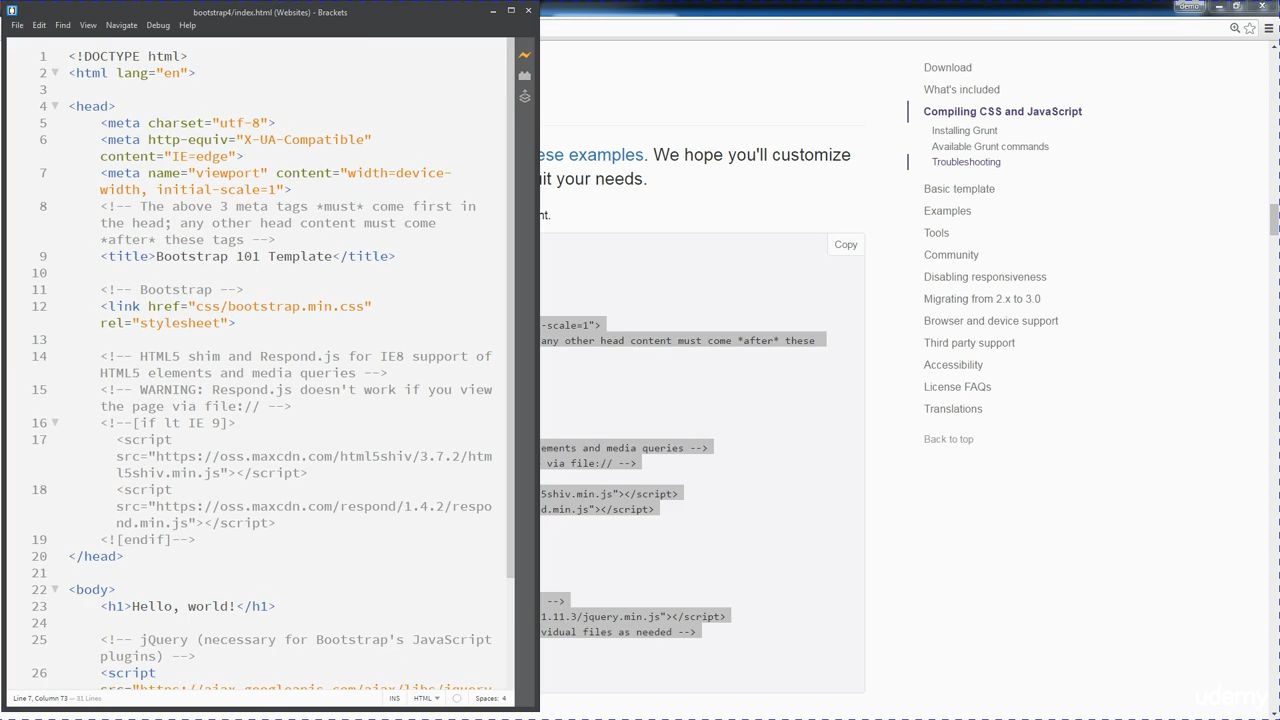 bootstrap4/index.html (Websites) - Brackets
demo
File Edit Find View Navigate Debug Help
1 <!DOCTYPE html>
2 <html lang="en">
3
4 <head>
5 <meta charset="utf-8">
6 <meta http-equiv="X-UA-Compatible"
content="IE=edge">
7 <meta name="viewport" content="width=device-
width, initial-scale=1">
8 <!-- The above 3 meta tags *must* come first in
the head; any other head content must come
*after* these tags -->
9 <title>Bootstrap 101 Template</title>
10
11 <!-- Bootstrap -->
12 <link href="css/bootstrap.min.css"
rel="stylesheet">
13
14 <!-- HTML5 shim and Respond.js for IE8 support of
HTML5 elements and media queries -->
15 <!-- WARNING: Respond.js doesn't work if you view
the page via file:// -->
16 <!--[if lt IE 9]>
17 <script
src="https://oss.maxcdn.com/html5shiv/3.7.2/htm
l5shiv.min.js"></script>
18 <script
src="https://oss.maxcdn.com/respond/1.4.2/respo
nd.min.js"></script>
19 <![endif]-->
20 </head>
21
22 <body>
23 <h1>Hello, world!</h1>
24
25 <!-- jQuery (necessary for Bootstrap's JavaScript
plugins) -->
26 <script
src="https://ajax.googleapis.com/ajax/libs/jquery
Line 7, Column 73 — 31 Lines
INS HTML Spaces: 4
ese examples. We hope you'll customize
uit your needs.
nt.
Copy
-scale=1">
any other head content must come *after* these
ements and media queries -->
via file:// -->
5shiv.min.js"></script>
d.min.js"></script>
-->
1.11.3/jquery.min.js"></script>
ividual files as needed -->
Download
What's included
Compiling CSS and JavaScript
Installing Grunt
Available Grunt commands
Troubleshooting
Basic template
Examples
Tools
Community
Disabling responsiveness
Migrating from 2.x to 3.0
Browser and device support
Third party support
Accessibility
License FAQs
Translations
Back to top
udemy